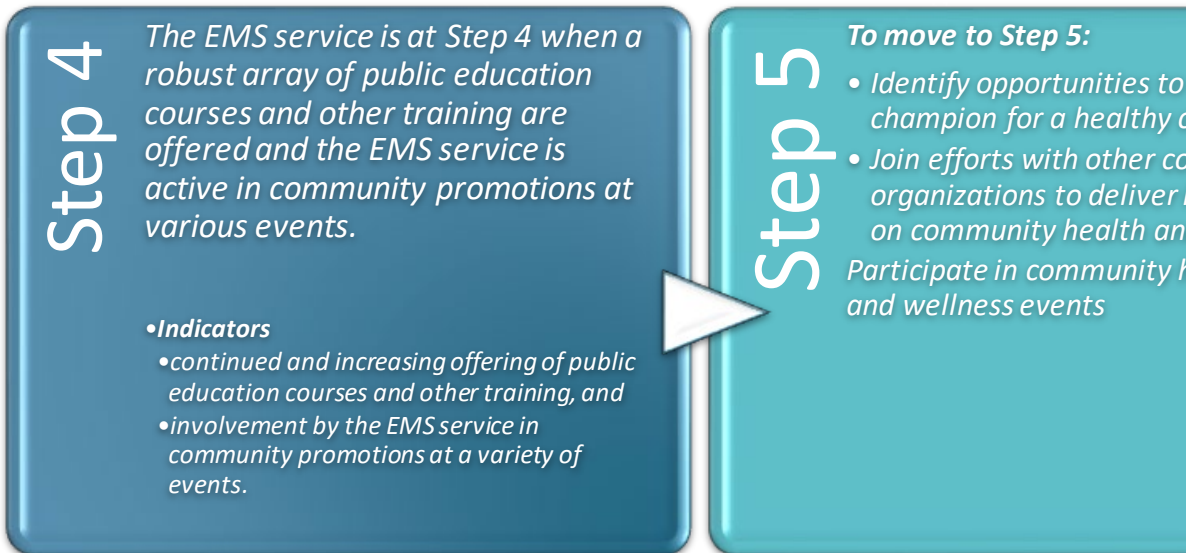 Step 4
The EMS service is at Step 4 when a
robust array of public education
courses and other training are
offered and the EMS service is
active in community promotions at
various events.
•Indicators
•continued and increasing offering of public
education courses and other training, and
•involvement by the EMS service in
community promotions at a variety of
events.
Step 5
To move to Step 5:
• Identify opportunities to
champion for a healthy
• Join efforts with other
organizations to deliver
on community health
Participate in community
and wellness events